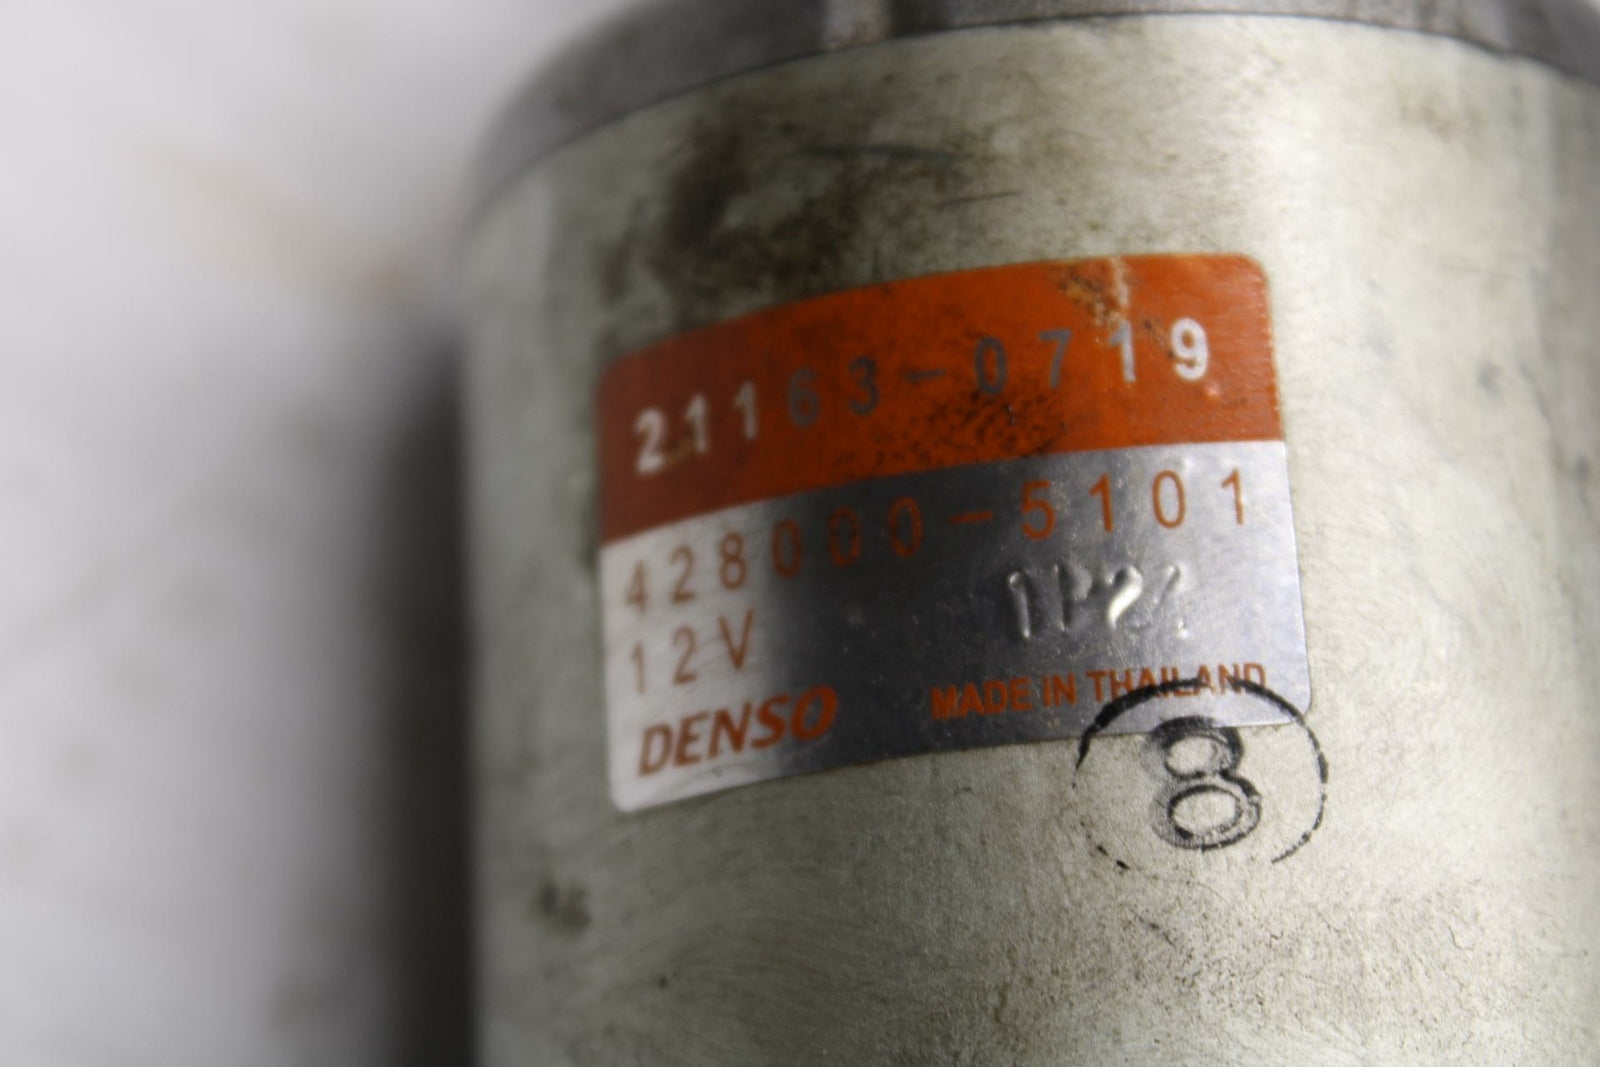 21163-0719
428000-5101
12V
DENSO MADE IN THAILAND
8